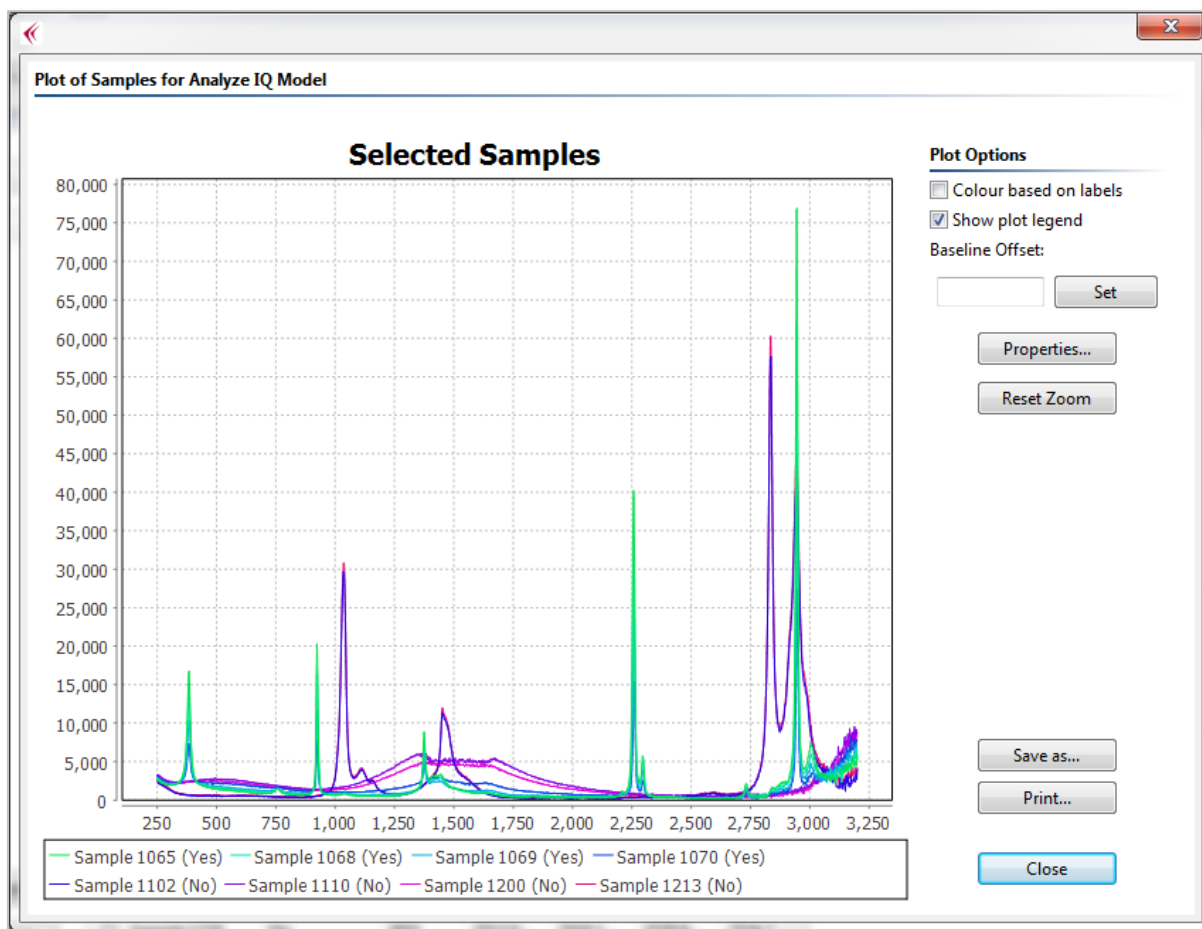 Plot of Samples for Analyze IQ Model
Selected Samples
80,000
75,000
70,000
65,000
60,000
55,000
50,000
45,000
40,000
35,000
30,000
25,000
20,000
15,000
10,000
5,000
0
250 500 750 1,000 1,250 1,500 1,750 2,000 2,250 2,500 2,750 3,000 3,250
Sample 1065 (Yes) Sample 1068 (Yes) Sample 1069 (Yes) Sample 1070 (Yes)
Sample 1102 (No) Sample 1110 (No) Sample 1200 (No) Sample 1213 (No)
Plot Options
Colour based on labels
Show plot legend
Baseline Offset:
Set
Properties...
Reset Zoom
Save as...
Print...
Close